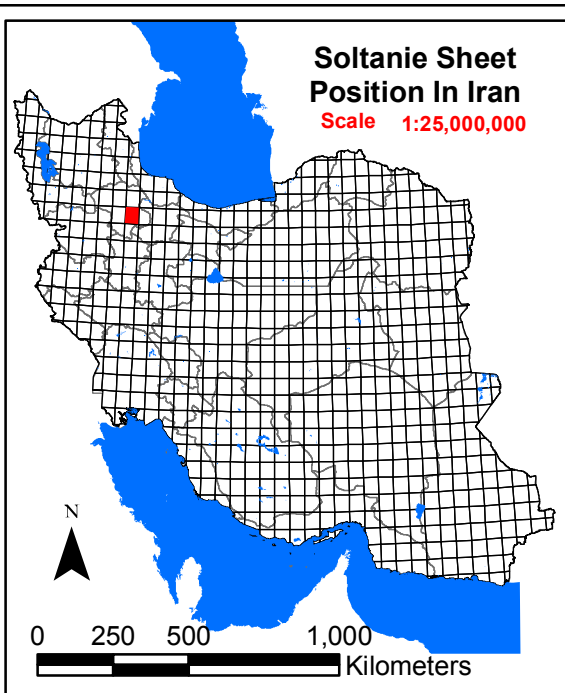 Soltanie Sheet
Position In Iran
Scale 1:25,000,000
N
0 250 500 1,000
Kilometers